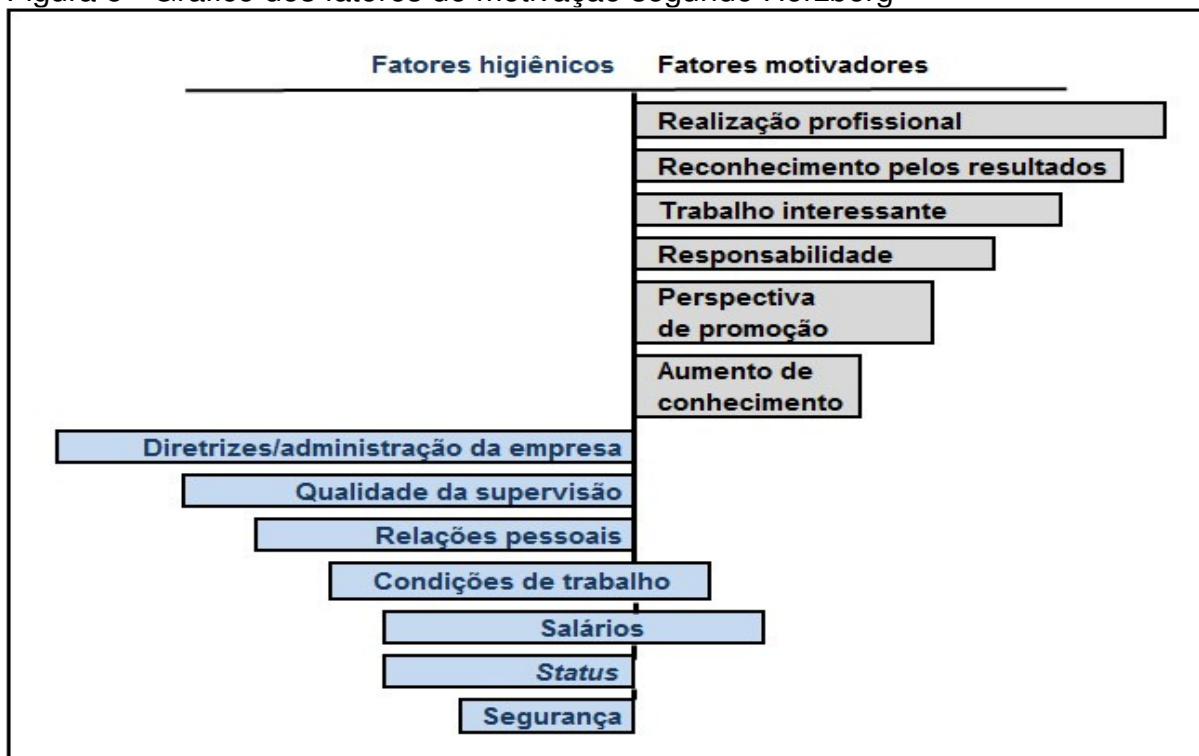 Fatores higiênicos
Fatores motivadores
Realização profissional
Reconhecimento pelos resultados
Trabalho interessante
Responsabilidade
Perspectiva
de promoção
Aumento de
conhecimento
Diretrizes/administração da empresa
Qualidade da supervisão
Relações pessoais
Condições de trabalho
Salários
Status
Segurança